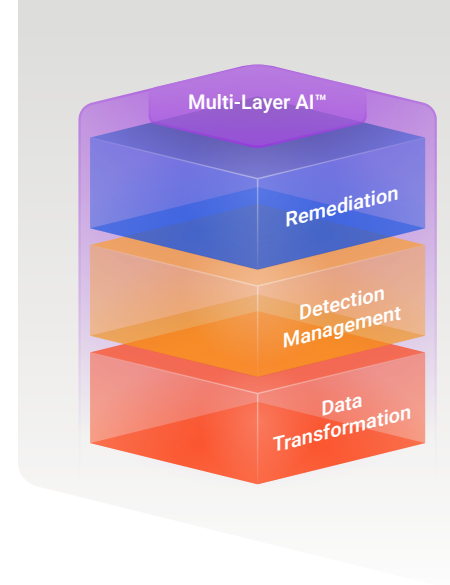 Multi-Layer AI™
Remediation
Detection
Management
Data
Transformation